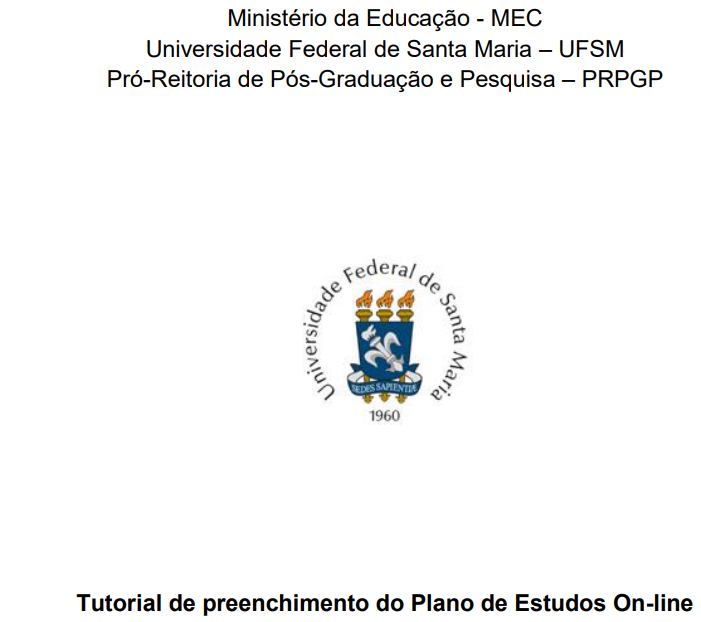 Ministério da Educação - MEC
Universidade Federal de Santa Maria – UFSM
Pró-Reitoria de Pós-Graduação e Pesquisa – PRPGP
Universidade Federal de Santa Maria
SEDES SAPIENTIÆ
1960
Tutorial de preenchimento do Plano de Estudos On-line